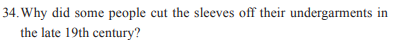 34. Why did some people cut the sleeves off their undergarments in
the late 19th century?